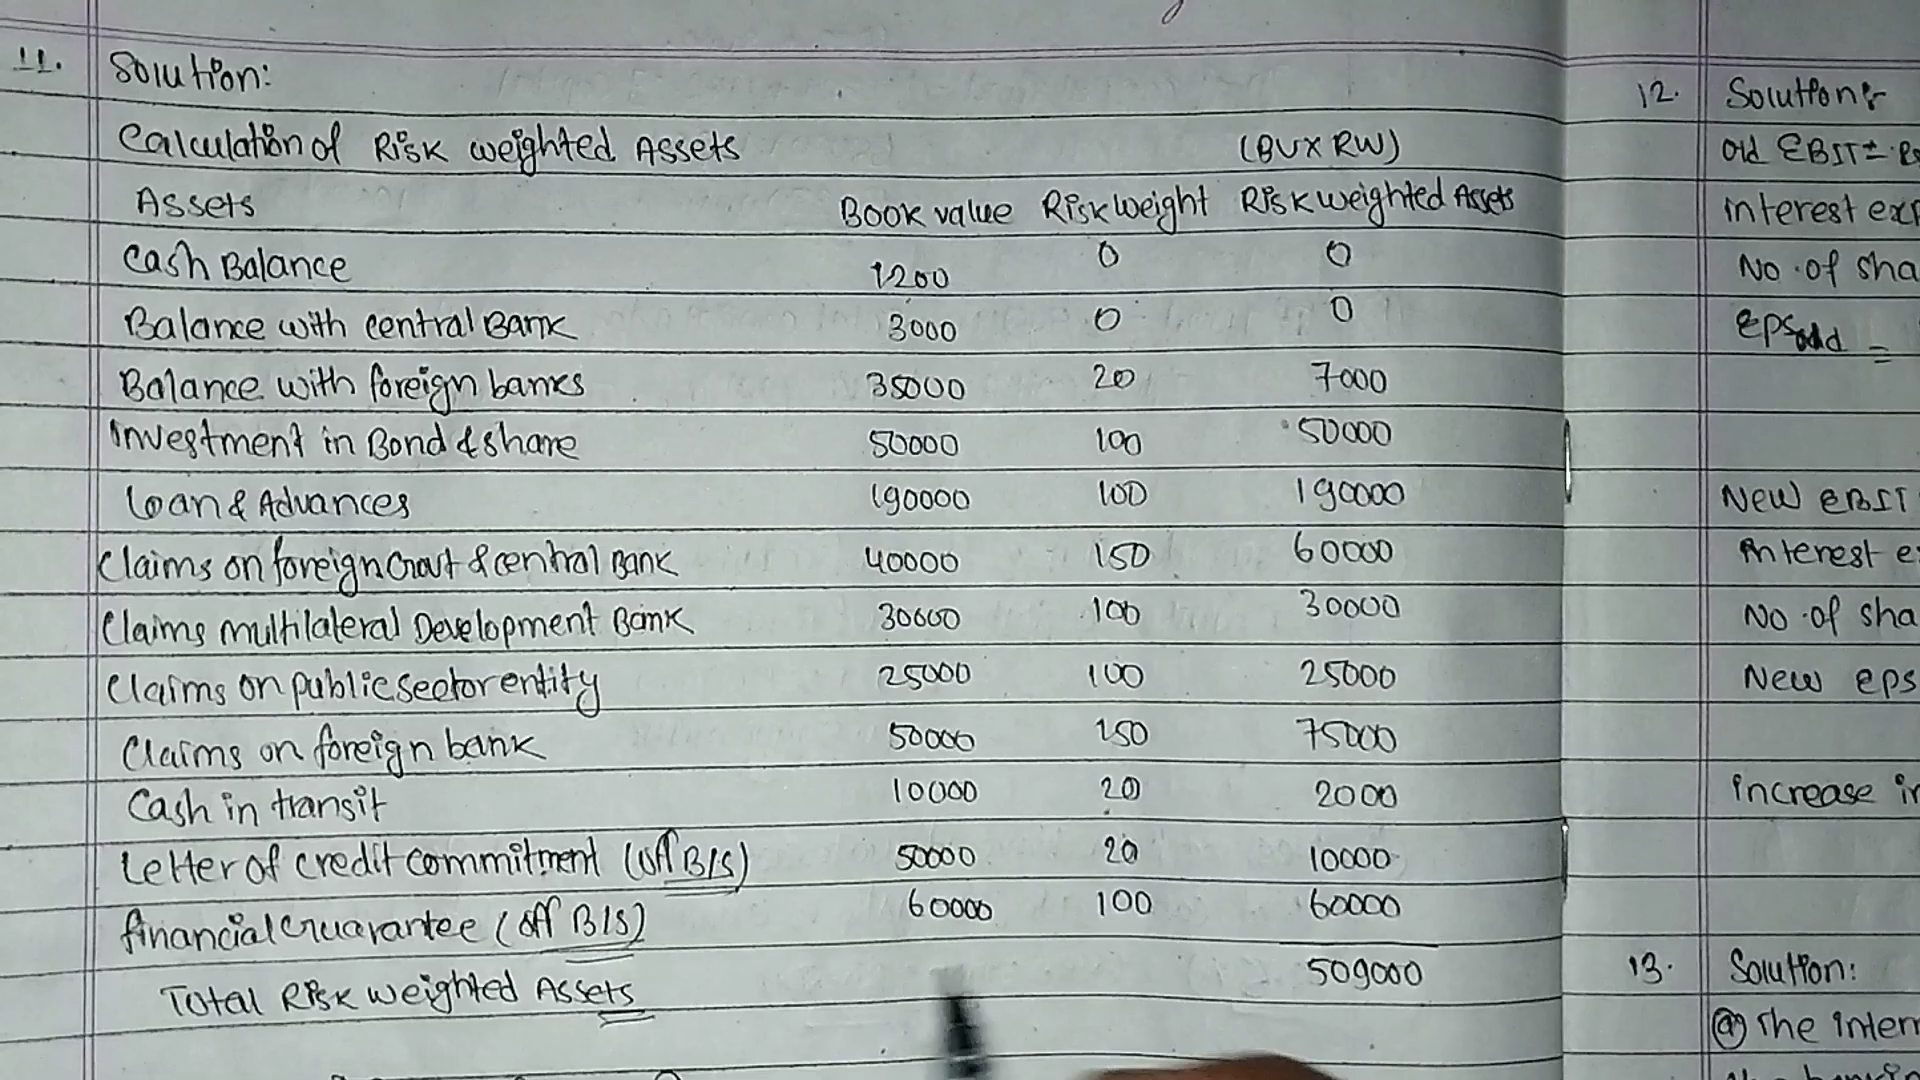 11. Solution:
Calculation of Risk weighted Assets (BV X RW)
Assets Book value Risk Weight Risk weighted Assets
Cash Balance 1200 0 0
Balance with central Bank 3000 0 0
Balance with foreign banks 35000 20 7000
Investment in Bond & share 50000 100 50000
Loan & Advances 190000 100 190000
Claims on foreign Govt & central Bank 40000 150 60000
Claims multilateral Development Bank 30000 100 30000
Claims on public sector entity 25000 100 25000
Claims on foreign bank 50000 150 75000
Cash in transit 10000 20 2000
Letter of credit commitment (off B/S) 50000 20 10000
financial Guarantee (off B/S) 60000 100 60000
Total Risk weighted Assets 509000
12. Solution:-
old EBIT =
interest
No. of
EPS old =
New EBIT
interest
No. of
New eps
increase
13. Solution:
(a) The